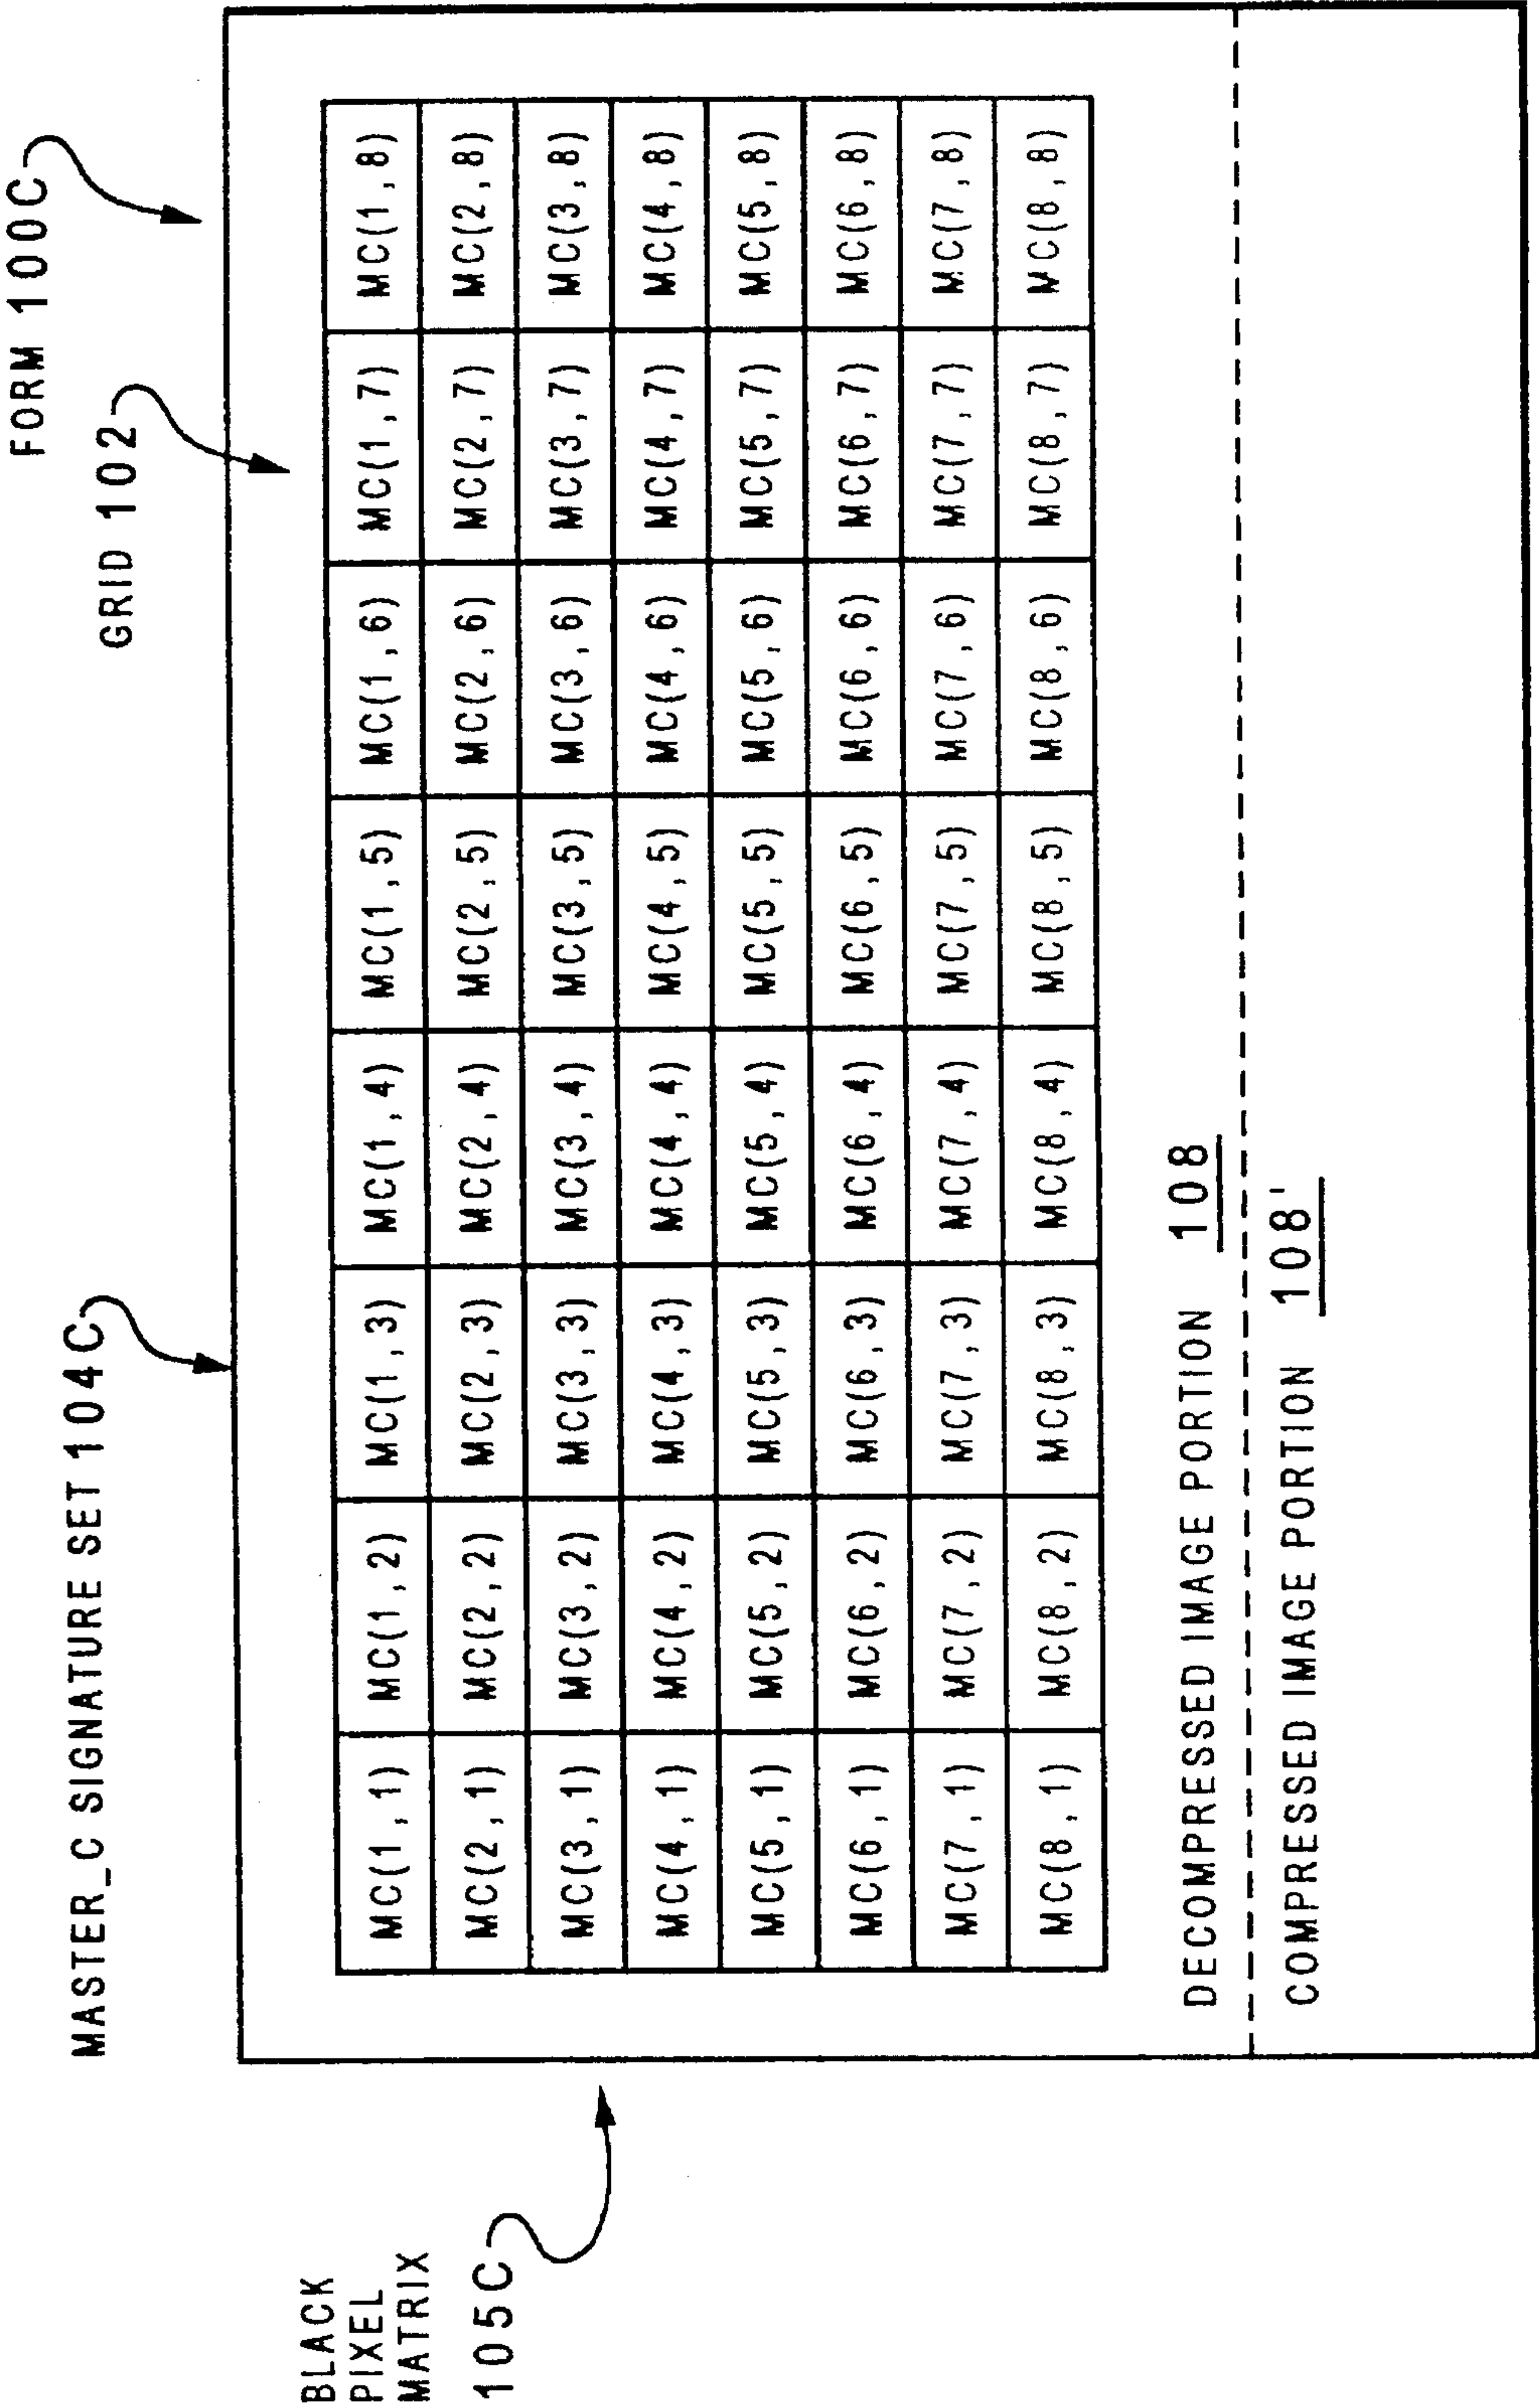 FORM 100C
GRID 102
MASTER_C SIGNATURE SET 104C
BLACK
PIXEL
MATRIX
105C
MC(1,1) MC(1,2) MC(1,3) MC(1,4) MC(1,5) MC(1,6) MC(1,7) MC(1,8)
MC(2,1) MC(2,2) MC(2,3) MC(2,4) MC(2,5) MC(2,6) MC(2,7) MC(2,8)
MC(3,1) MC(3,2) MC(3,3) MC(3,4) MC(3,5) MC(3,6) MC(3,7) MC(3,8)
MC(4,1) MC(4,2) MC(4,3) MC(4,4) MC(4,5) MC(4,6) MC(4,7) MC(4,8)
MC(5,1) MC(5,2) MC(5,3) MC(5,4) MC(5,5) MC(5,6) MC(5,7) MC(5,8)
MC(6,1) MC(6,2) MC(6,3) MC(6,4) MC(6,5) MC(6,6) MC(6,7) MC(6,8)
MC(7,1) MC(7,2) MC(7,3) MC(7,4) MC(7,5) MC(7,6) MC(7,7) MC(7,8)
MC(8,1) MC(8,2) MC(8,3) MC(8,4) MC(8,5) MC(8,6) MC(8,7) MC(8,8)
DECOMPRESSED IMAGE PORTION 108
COMPRESSED IMAGE PORTION 108'